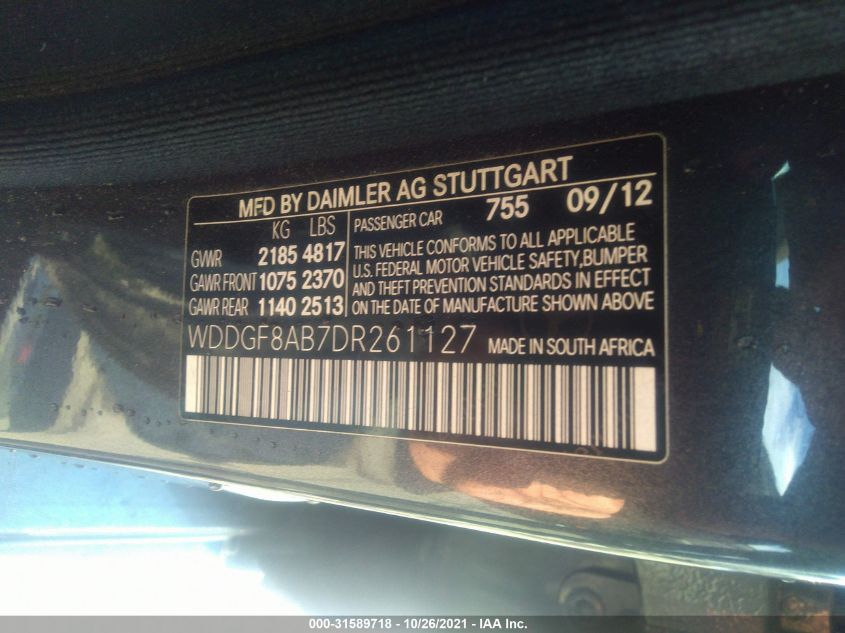 MFD BY DAIMLER AG STUTTGART
KG LBS
GVWR 2185 4817
GAWR FRONT 1075 2370
GAWR REAR 1140 2513
PASSENGER CAR 755 09/12
THIS VEHICLE CONFORMS TO ALL APPLICABLE
U.S. FEDERAL MOTOR VEHICLE SAFETY,BUMPER
AND THEFT PREVENTION STANDARDS IN EFFECT
ON THE DATE OF MANUFACTURE SHOWN ABOVE
WDDGF8AB7DR261127 MADE IN SOUTH AFRICA
000-31589718 - 10/26/2021 - IAA Inc.